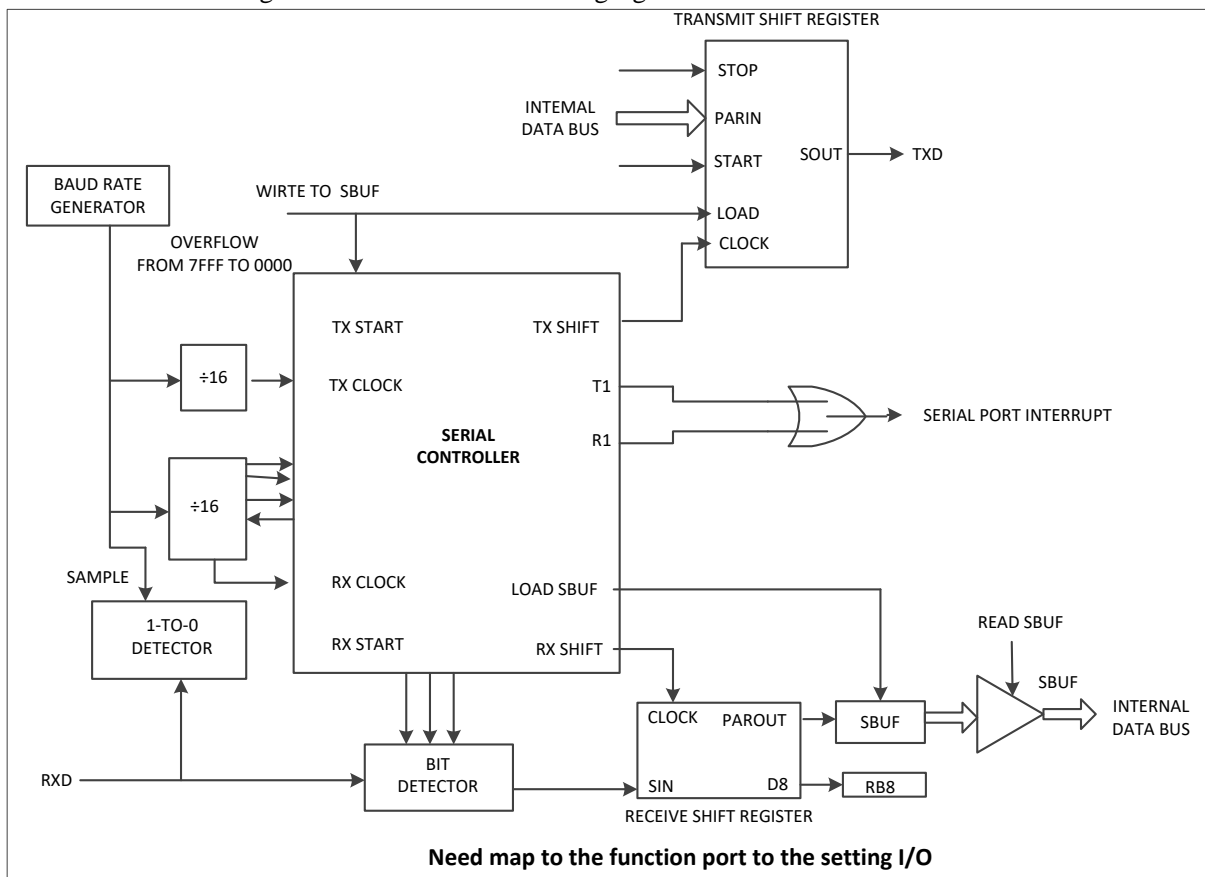 TRANSMIT SHIFT REGISTER
STOP
INTEMAL
DATA BUS
PARIN
START
SOUT
TXD
BAUD RATE
GENERATOR
WIRTE TO SBUF
LOAD
CLOCK
OVERFLOW
FROM 7FFF TO 0000
TX START
TX SHIFT
÷16
TX CLOCK
T1
SERIAL PORT INTERRUPT
R1
SERIAL
CONTROLLER
÷16
SAMPLE
RX CLOCK
LOAD SBUF
1-TO-0
DETECTOR
RX START
RX SHIFT
READ SBUF
SBUF
CLOCK
PAROUT
SBUF
INTERNAL
DATA BUS
RXD
BIT
DETECTOR
SIN
D8
RB8
RECEIVE SHIFT REGISTER
Need map to the function port to the setting I/O